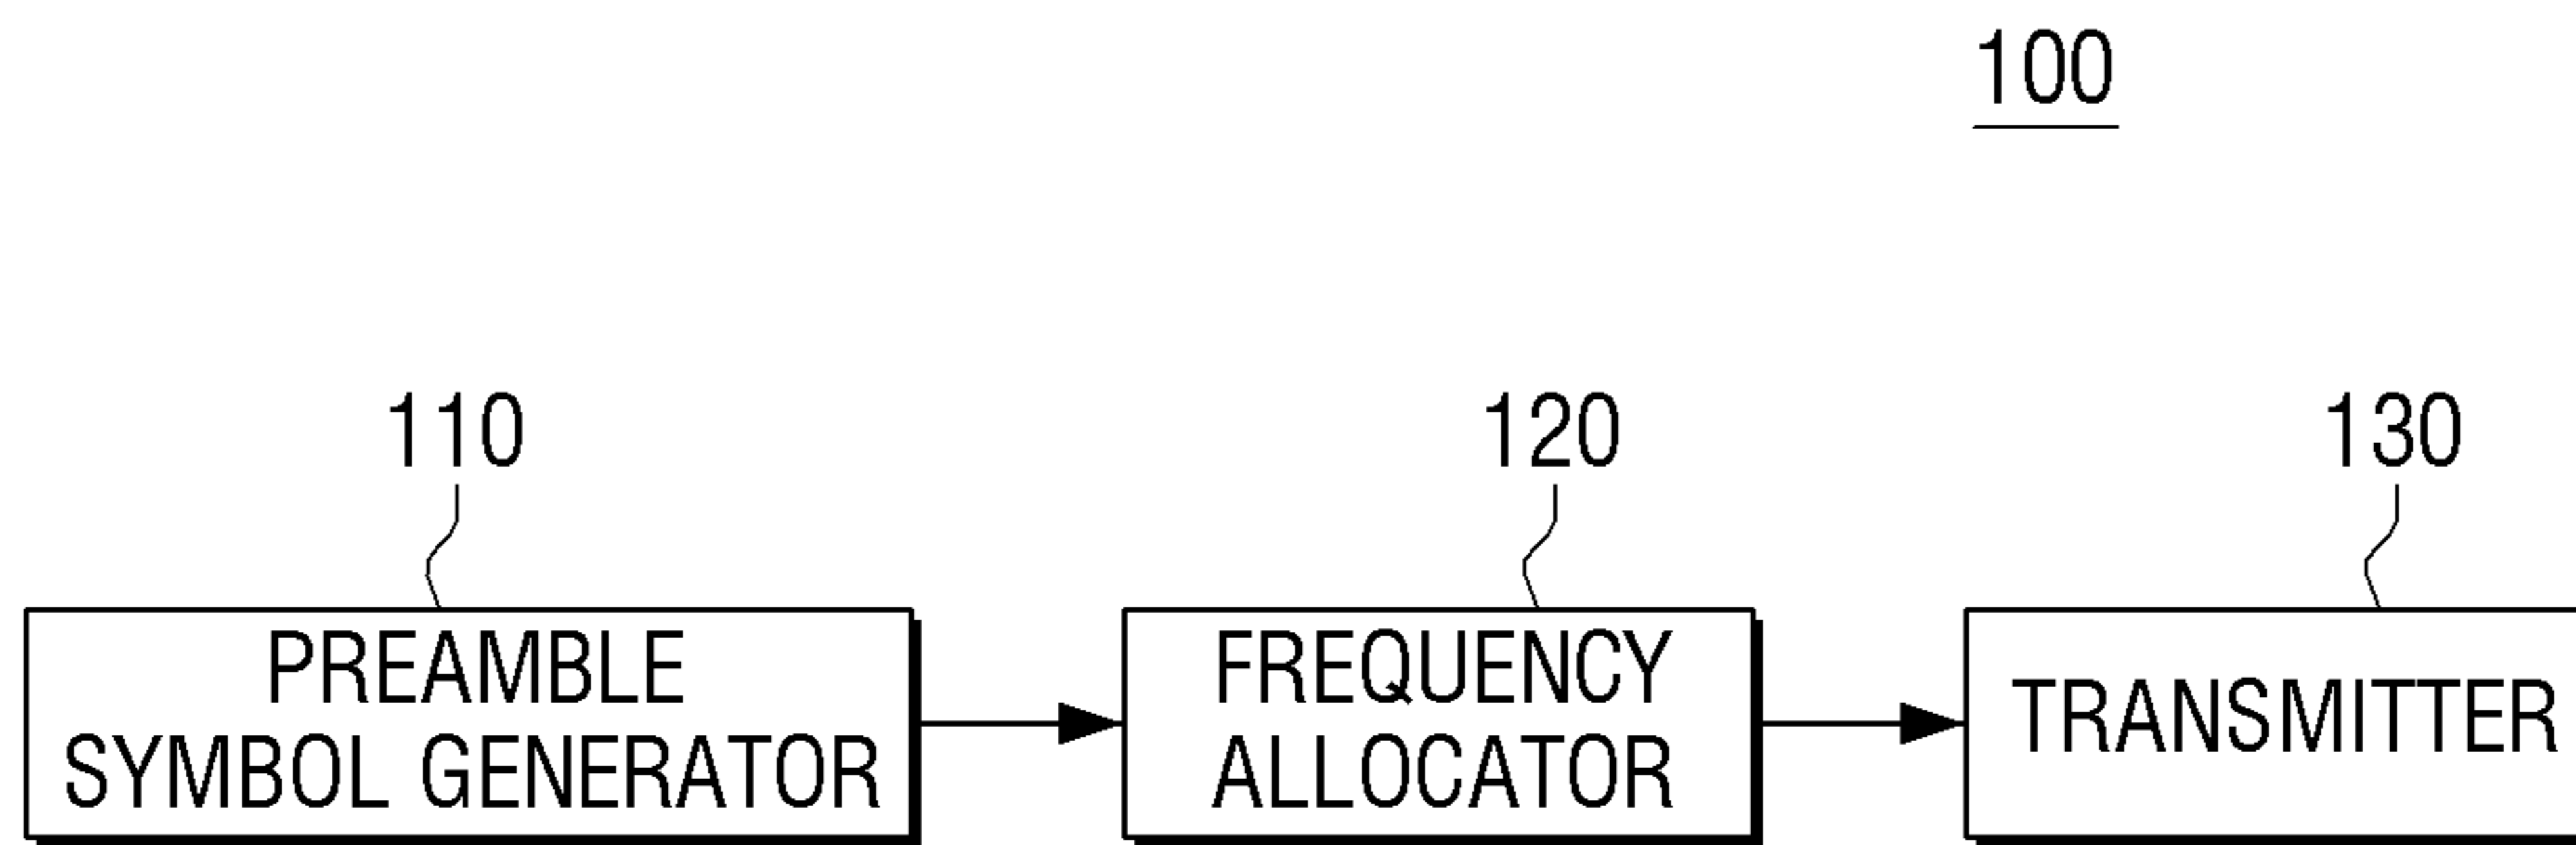 100
110
120
130
PREAMBLE
SYMBOL GENERATOR
FREQUENCY
ALLOCATOR
TRANSMITTER